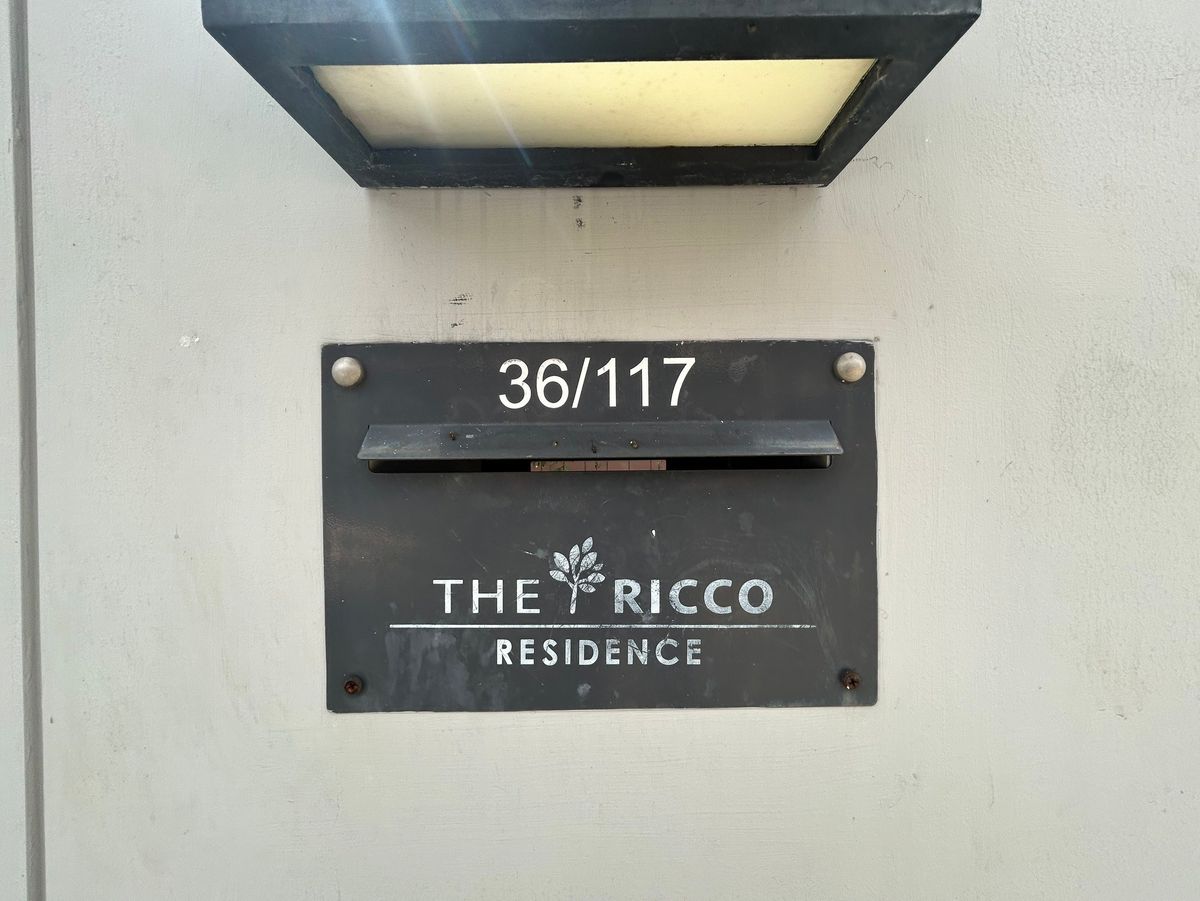 36/117
THE RICCO
RESIDENCE